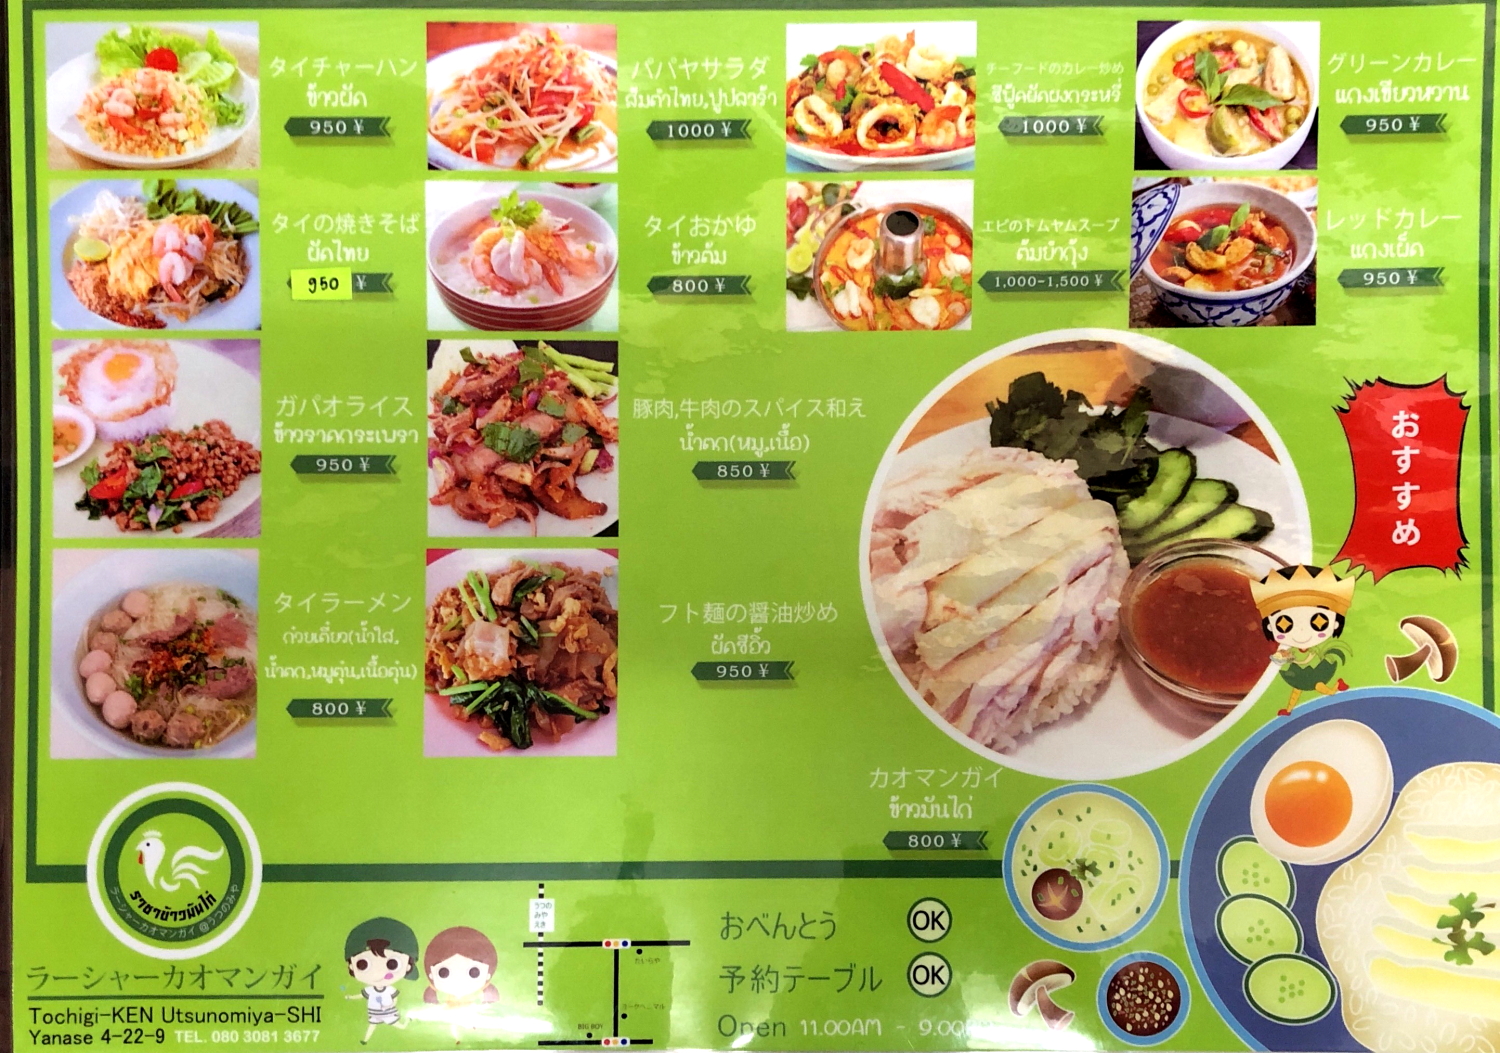 タイチャーハン
ข้าวผัด
950 ¥
パパヤサラダ
ส้มตำไทย,ปูปลาร้า
1000 ¥
チーフードのカレー炒め
ซีฟู๊ดผัดผงกระหรี่
1000 ¥
グリーンカレー
แกงเขียวหวาน
950 ¥
タイの焼きそば
ผัดไทย
950 ¥
タイおかゆ
ข้าวต้ม
800 ¥
エビのトムヤムスープ
ต้มยำกุ้ง
1,000-1,500 ¥
レッドカレー
แกงเผ็ด
950 ¥
ガパオライス
ข้าวราดกระเพรา
950 ¥
豚肉,牛肉のスパイス和え
น้ำตก(หมู,เนื้อ)
850 ¥
おすすめ
タイラーメン
ก๋วยเตี๋ยว(น้ำใส,
น้ำตก,หมูตุ๋น,เนื้อตุ๋น)
800 ¥
フト麺の醤油炒め
ผัดซีอิ้ว
950 ¥
カオマンガイ
ข้าวมันไก่
800 ¥
ราชาข้าวมันไก่
ラーシャーカオマンガイ @うつのみや
ラーシャーカオマンガイ
Tochigi-KEN Utsunomiya-SHI
Yanase 4-22-9 TEL. 080 3081 3677
うつの
みや
えき
たいらや
BIG BOY
おべんとう OK
予約テーブル OK
Open 11.00AM - 9.00